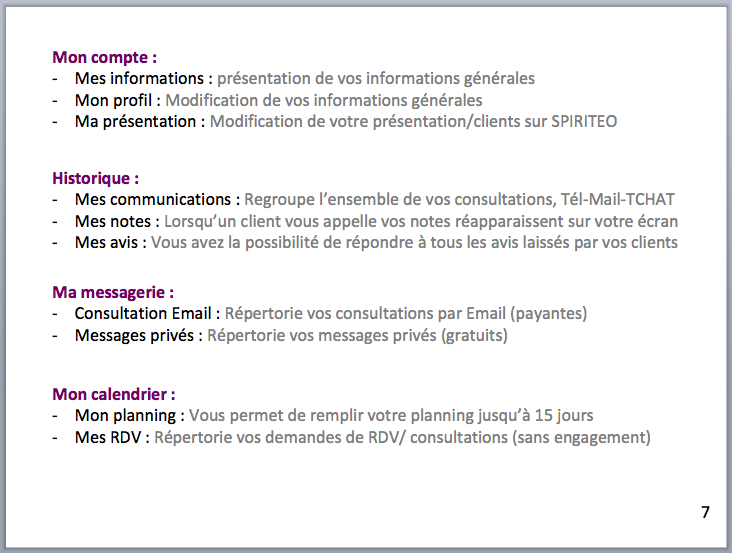 Mon compte :
- Mes informations : présentation de vos informations générales
- Mon profil : Modification de vos informations générales
- Ma présentation : Modification de votre présentation/clients sur SPIRITEO
Historique :
- Mes communications : Regroupe l'ensemble de vos consultations, Tél-Mail-TCHAT
- Mes notes : Lorsqu'un client vous appelle vos notes réapparaissent sur votre écran
- Mes avis : Vous avez la possibilité de répondre à tous les avis laissés par vos clients
Ma messagerie :
- Consultation Email : Répertorie vos consultations par Email (payantes)
- Messages privés : Répertorie vos messages privés (gratuits)
Mon calendrier :
- Mon planning : Vous permet de remplir votre planning jusqu'à 15 jours
- Mes RDV : Répertorie vos demandes de RDV/ consultations (sans engagement)
7